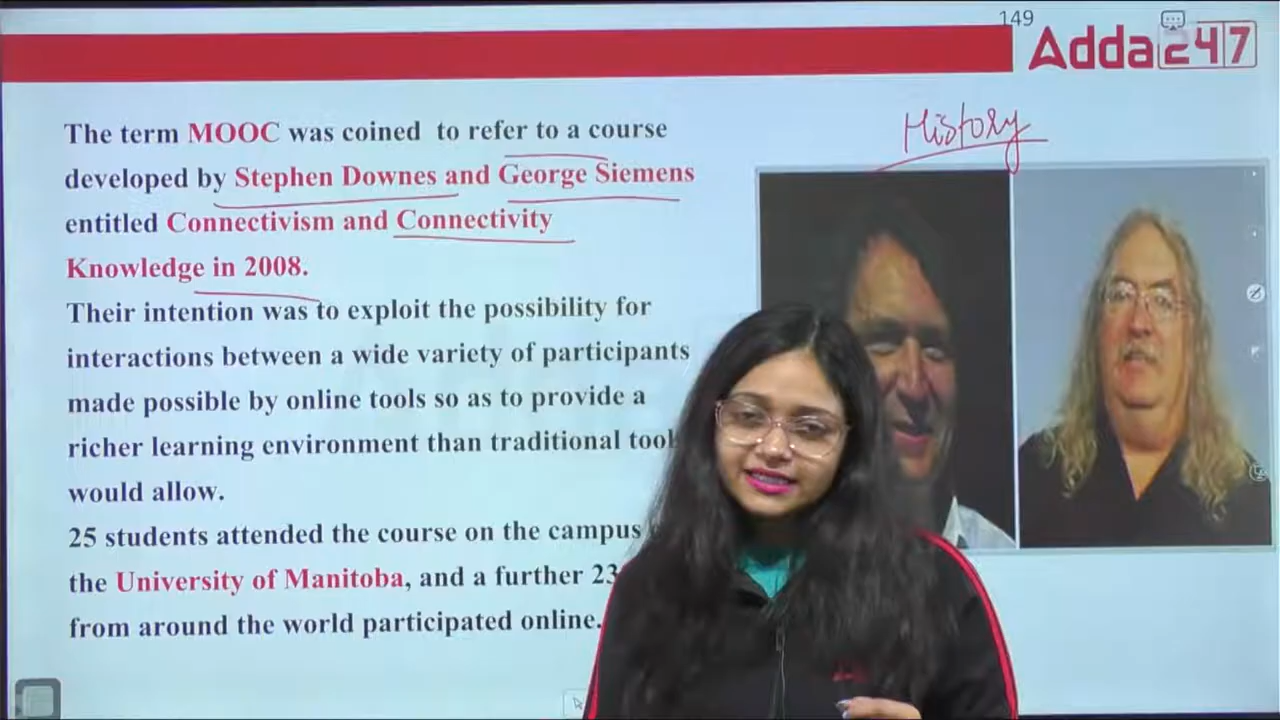 149
Adda247
History
The term MOOC was coined to refer to a course
developed by Stephen Downes and George Siemens
entitled Connectivism and Connectivity
Knowledge in 2008.
Their intention was to exploit the possibility for
interactions between a wide variety of participants
made possible by online tools so as to provide a
richer learning environment than traditional tool
would allow.
25 students attended the course on the campus
the University of Manitoba, and a further 23
from around the world participated online.